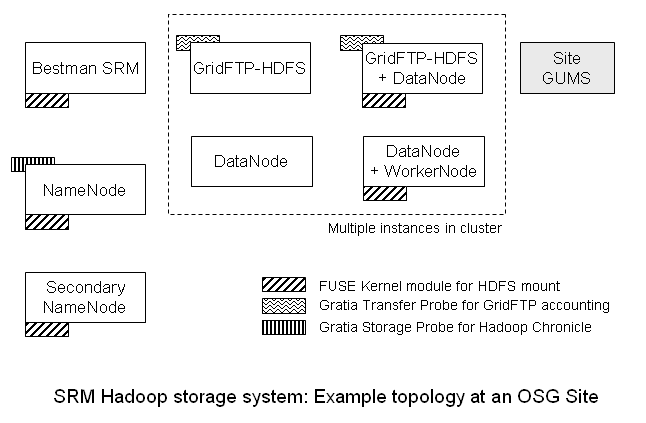 Bestman SRM
GridFTP-HDFS
GridFTP-HDFS
+ DataNode
Site
GUMS
NameNode
DataNode
DataNode
+ WorkerNode
Multiple instances in cluster
Secondary
NameNode
FUSE Kernel module for HDFS mount
Gratia Transfer Probe for GridFTP accounting
Gratia Storage Probe for Hadoop Chronicle
SRM Hadoop storage system: Example topology at an OSG Site